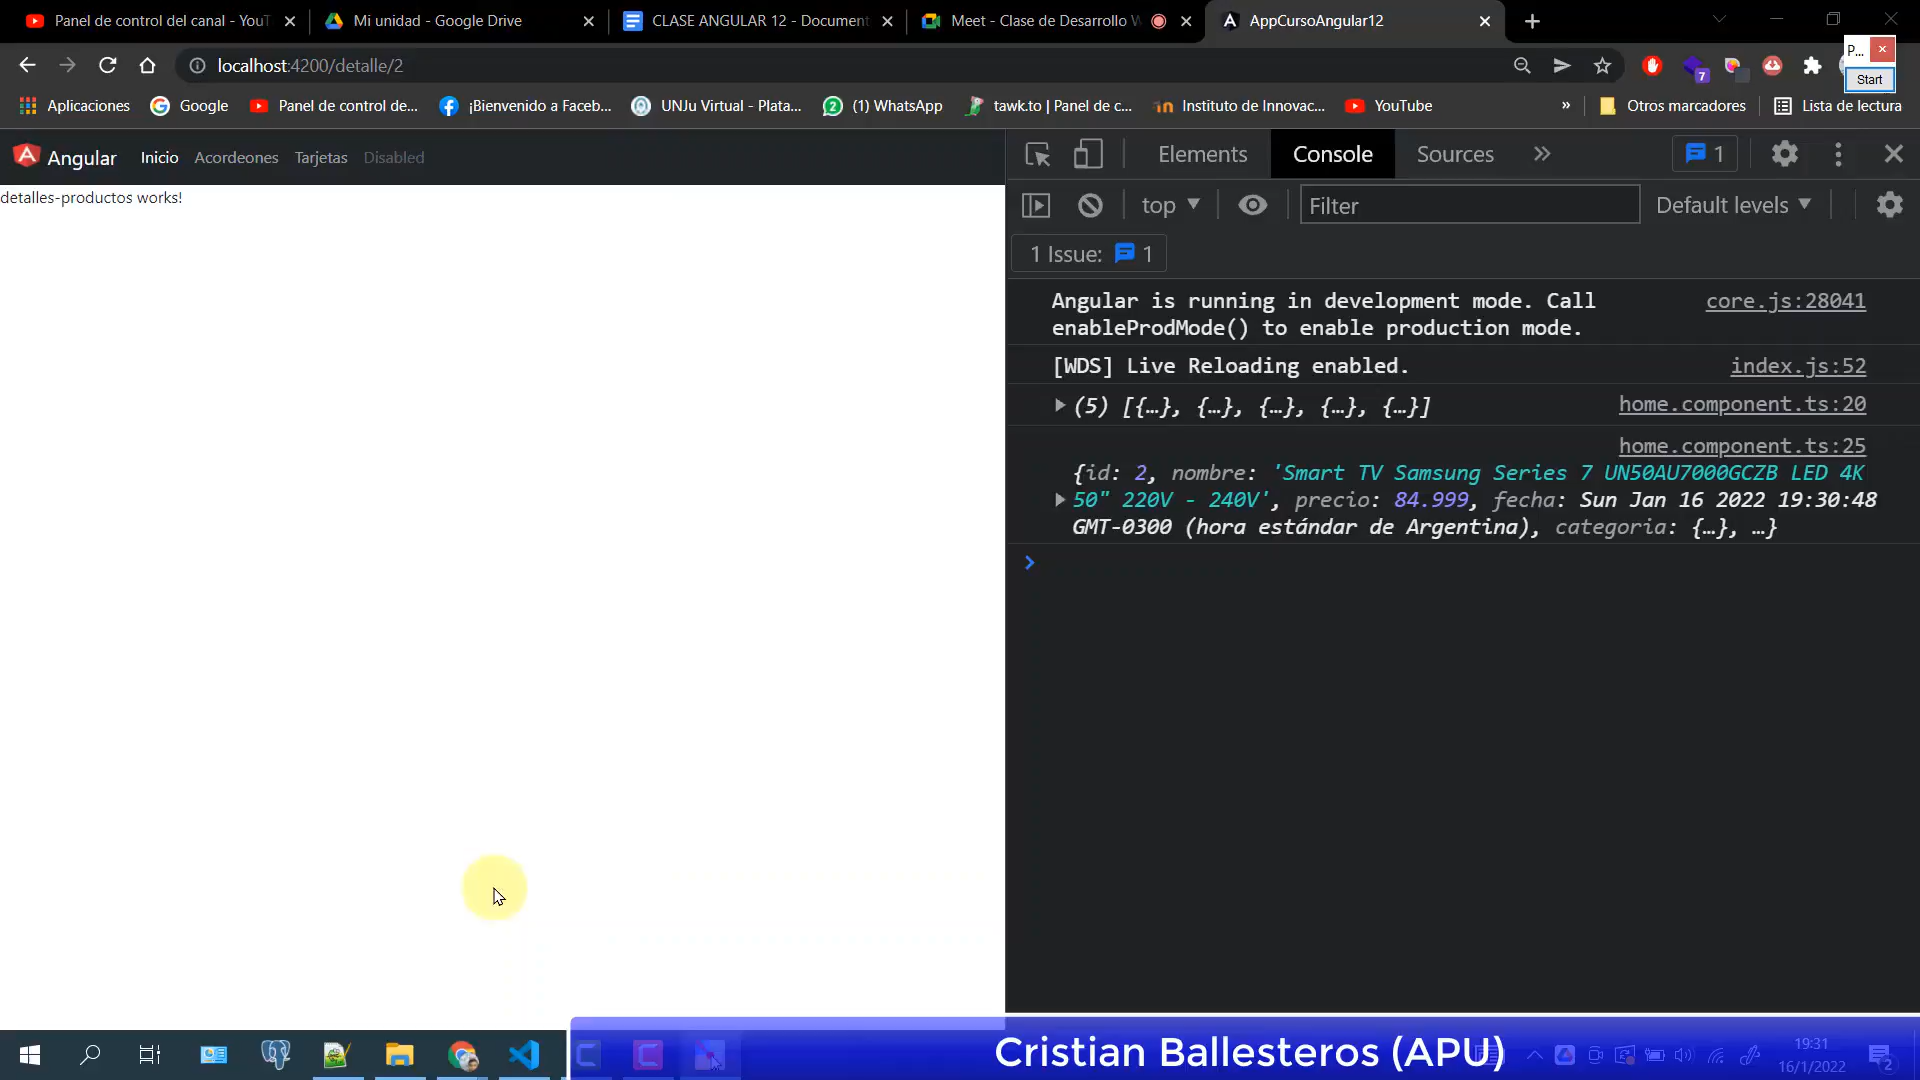 Panel de control del canal - YouT
Mi unidad - Google Drive
CLASE ANGULAR 12 - Document
Meet - Clase de Desarrollo W
AppCursoAngular12
P...
Start
localhost:4200/detalle/2
7
Aplicaciones
Google
Panel de control de...
¡Bienvenido a Faceb...
UNJu Virtual - Plata...
2
(1) WhatsApp
tawk.to | Panel de c...
Instituto de Innovac...
YouTube
»
Otros marcadores
Lista de lectura
Angular
Inicio
Acordeones
Tarjetas
Disabled
Elements
Console
Sources
1
top
Filter
Default levels
1 Issue: 1
detalles-productos works!
Angular is running in development mode. Call core.js:28041
enableProdMode() to enable production mode.
[WDS] Live Reloading enabled. index.js:52
(5) [{…}, {…}, {…}, {…}, {…}] home.component.ts:20
home.component.ts:25
{id: 2, nombre: 'Smart TV Samsung Series 7 UN50AU7000GCZB LED 4K
50" 220V - 240V', precio: 84.999, fecha: Sun Jan 16 2022 19:30:48
GMT-0300 (hora estándar de Argentina), categoria: {…}, …}
Cristian Ballesteros (APU)
19:31
16/1/2022
2